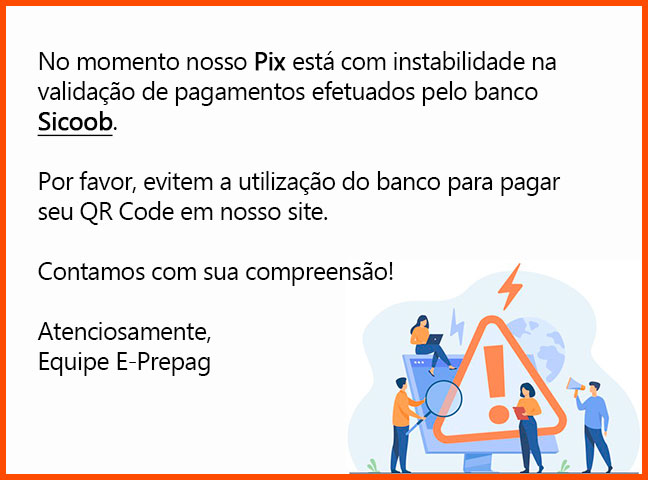 No momento nosso Pix está com instabilidade na
validação de pagamentos efetuados pelo banco
Sicoob.
Por favor, evitem a utilização do banco para pagar
seu QR Code em nosso site.
Contamos com sua compreensão!
Atenciosamente,
Equipe E-Prepag